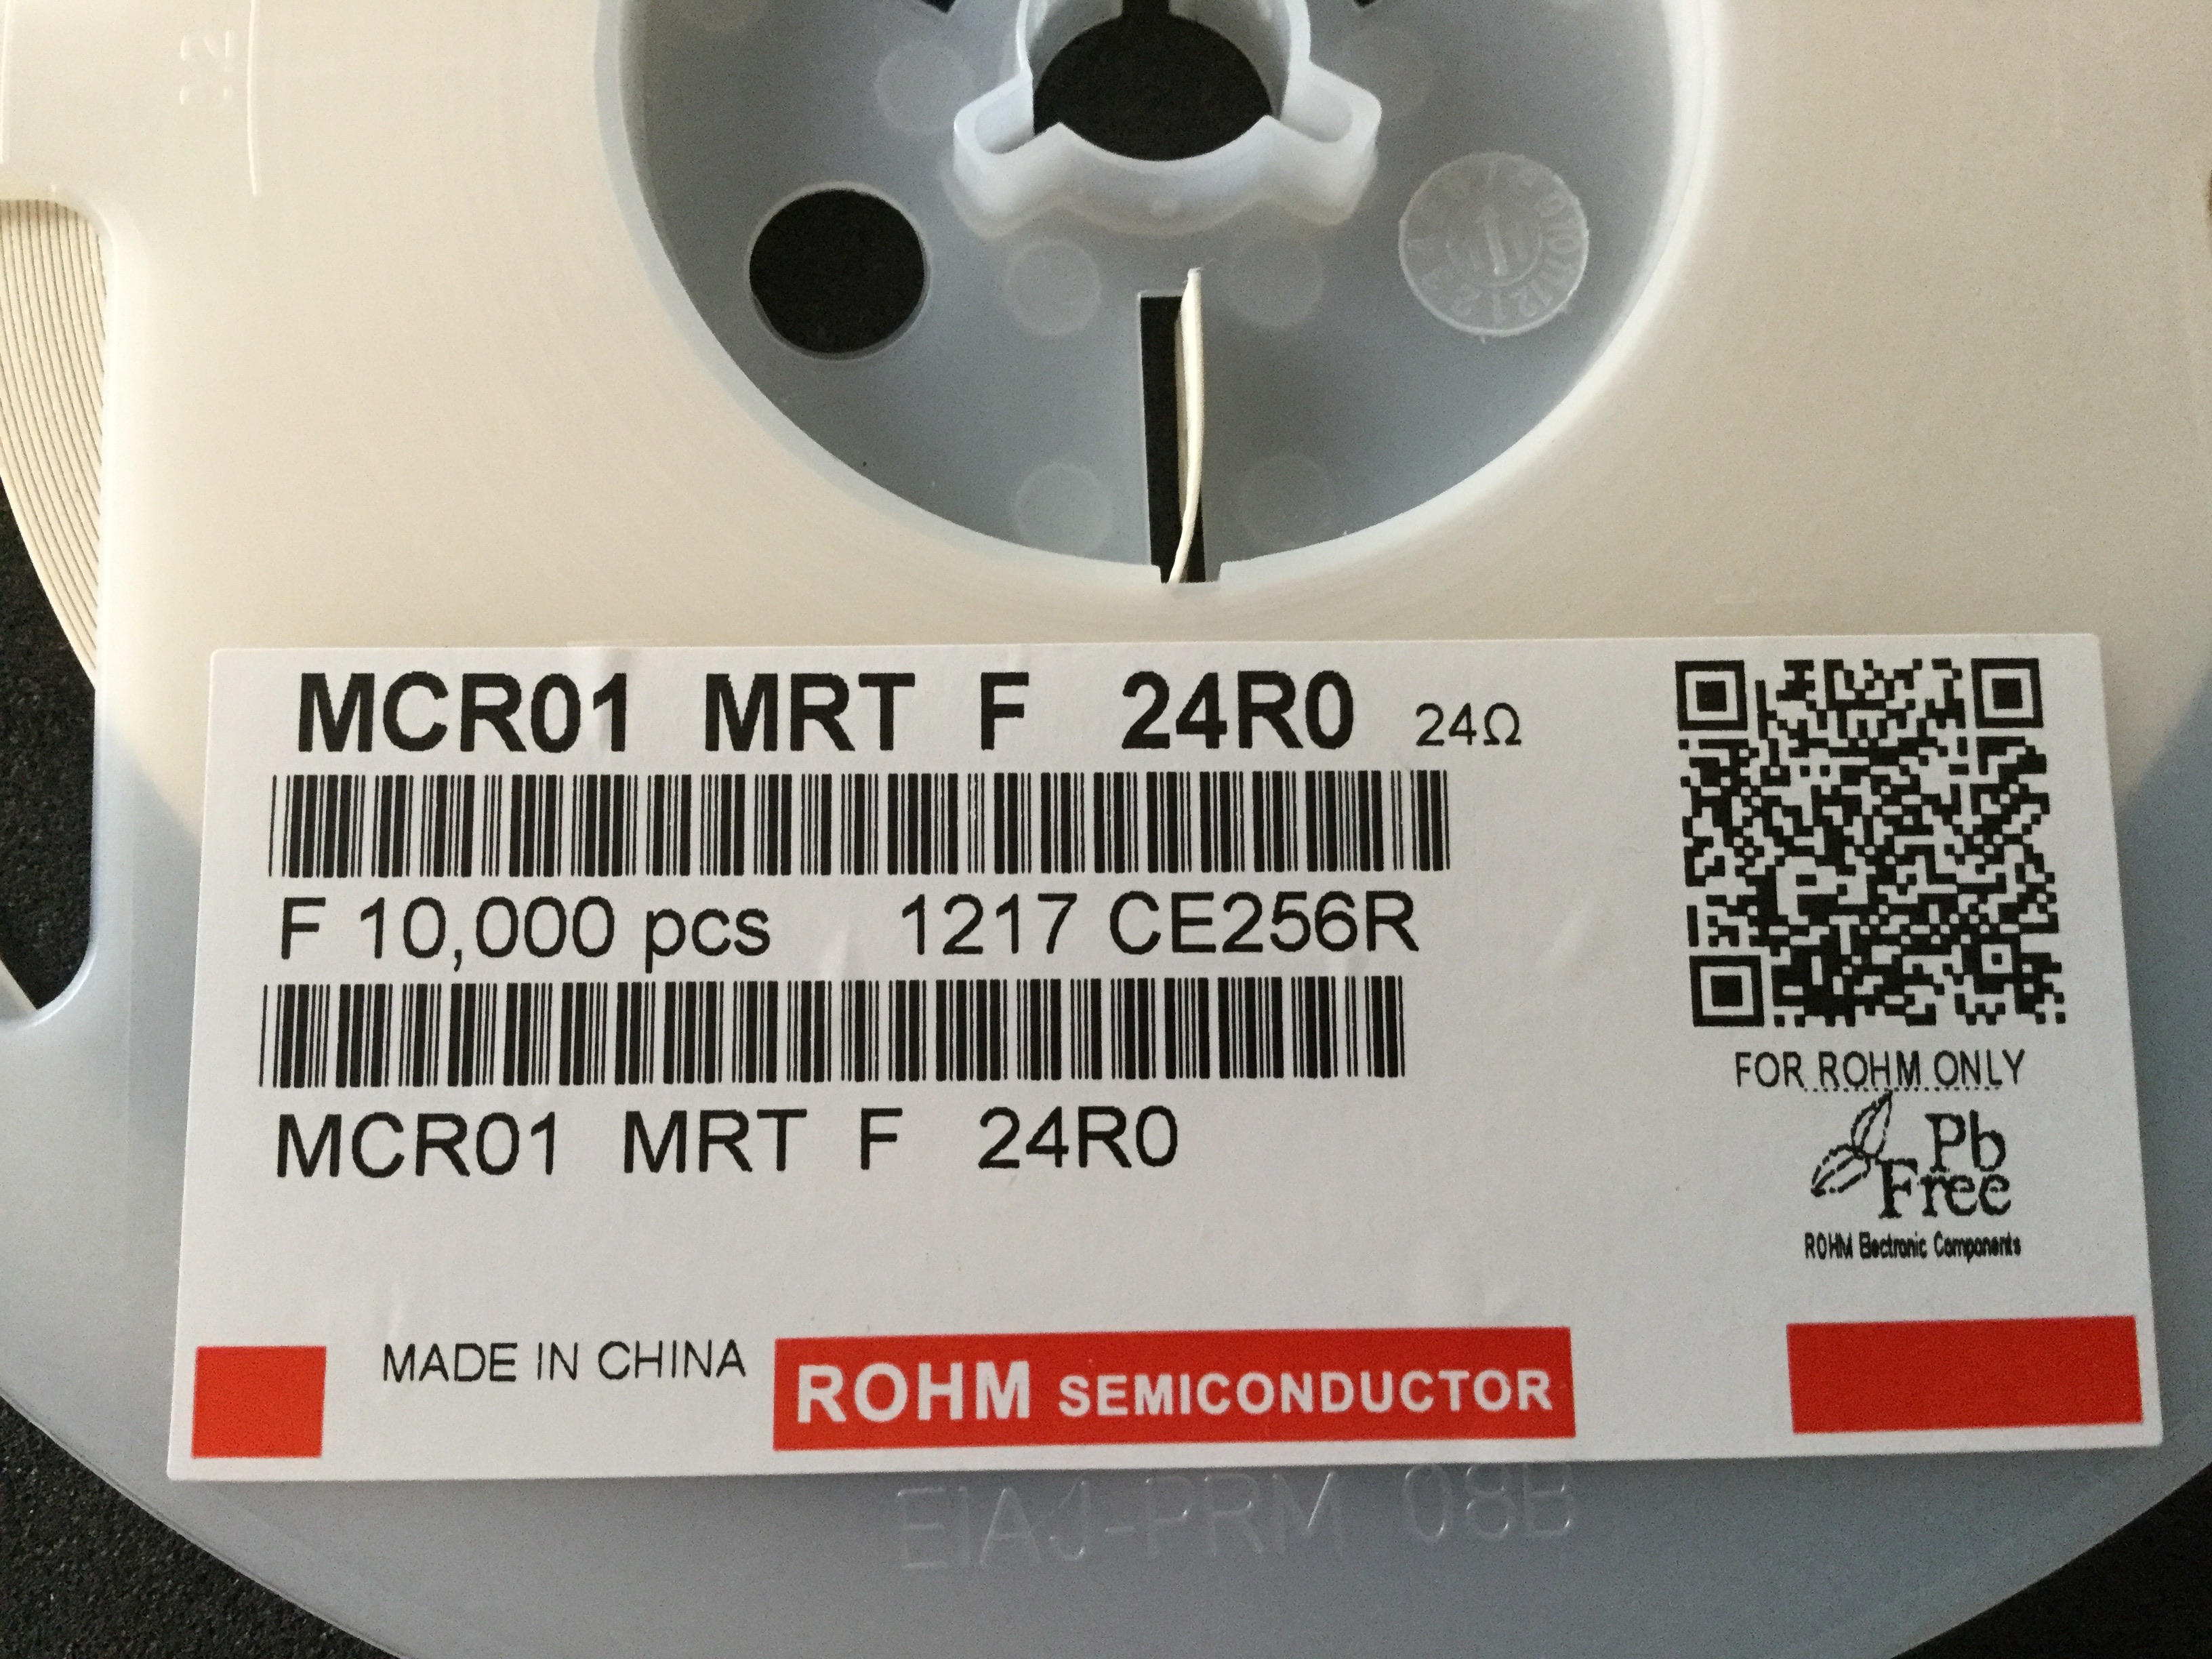 MCR01 MRT F 24R0 24Ω
F 10,000 pcs 1217 CE256R
MCR01 MRT F 24R0
FOR ROHM ONLY
Pb
Free
ROHM Electronic Components
MADE IN CHINA
ROHM SEMICONDUCTOR
EIAJ-PRM 08B